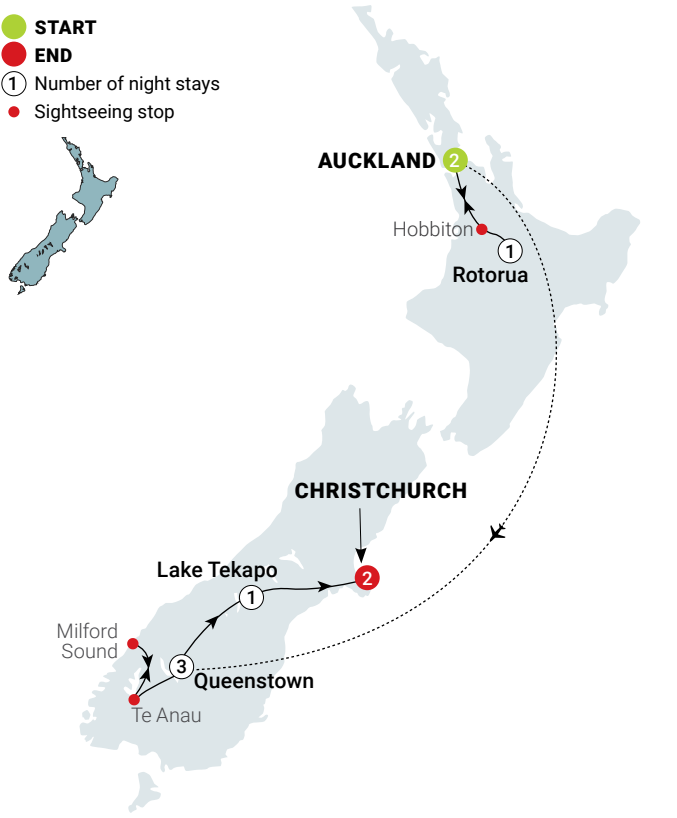 START
END
1 Number of night stays
Sightseeing stop
AUCKLAND 2
Hobbiton
1
Rotorua
CHRISTCHURCH
Lake Tekapo
2
1
Milford
Sound
3
Queenstown
Te Anau